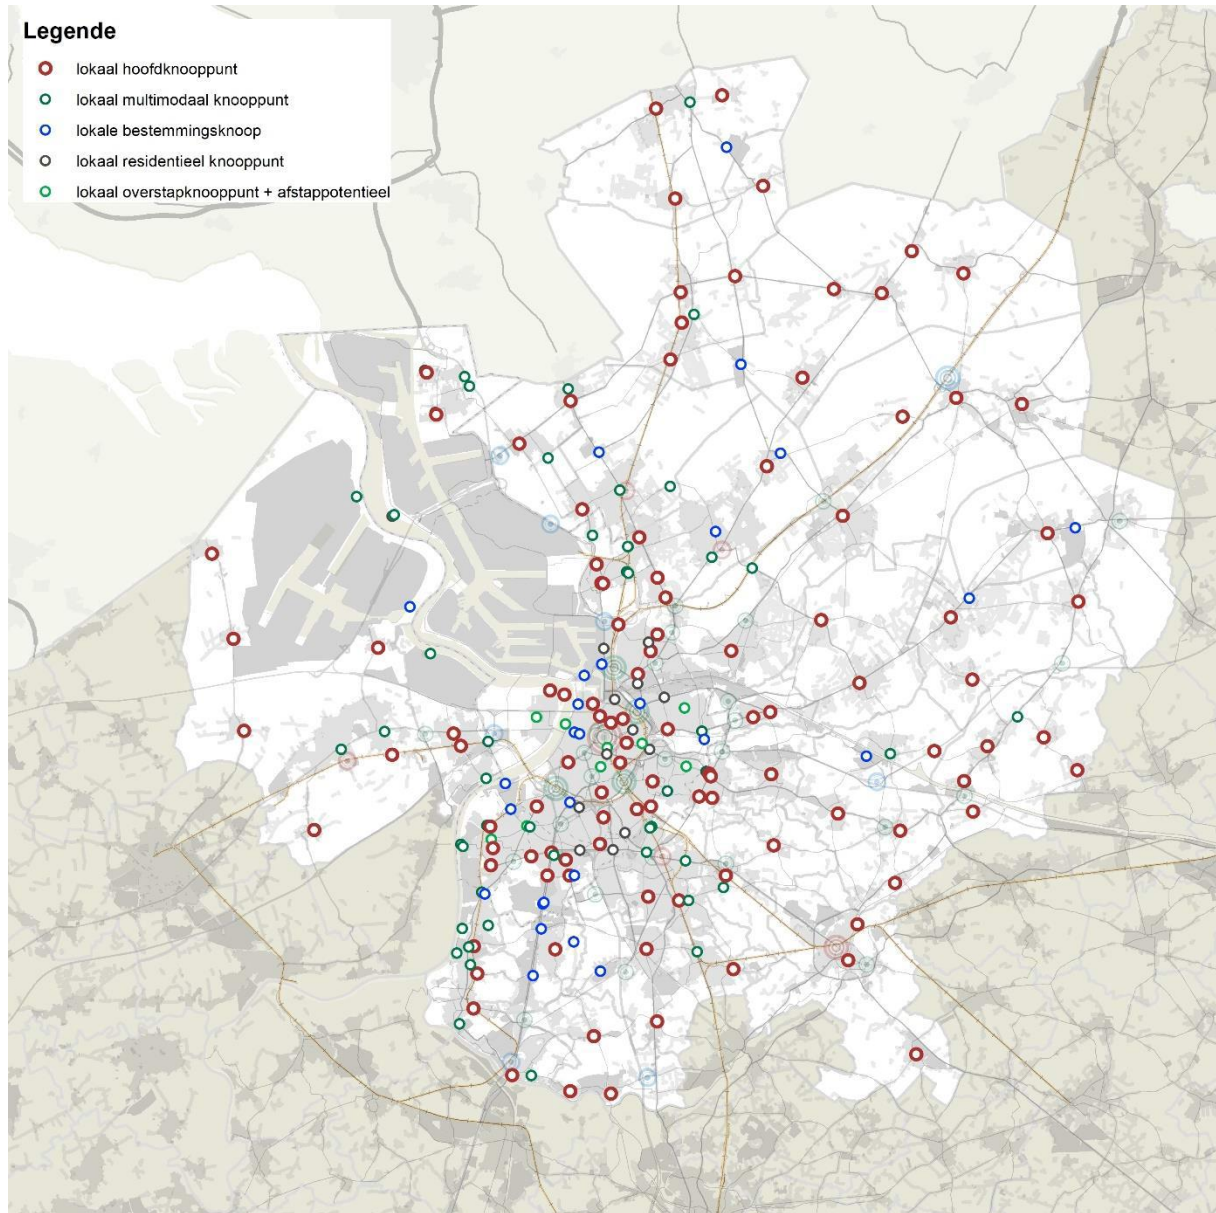 Legende
lokaal hoofdknooppunt
lokaal multimodaal knooppunt
lokale bestemmingsknoop
lokaal residentieel knooppunt
lokaal overstapknooppunt + afstappotentieel